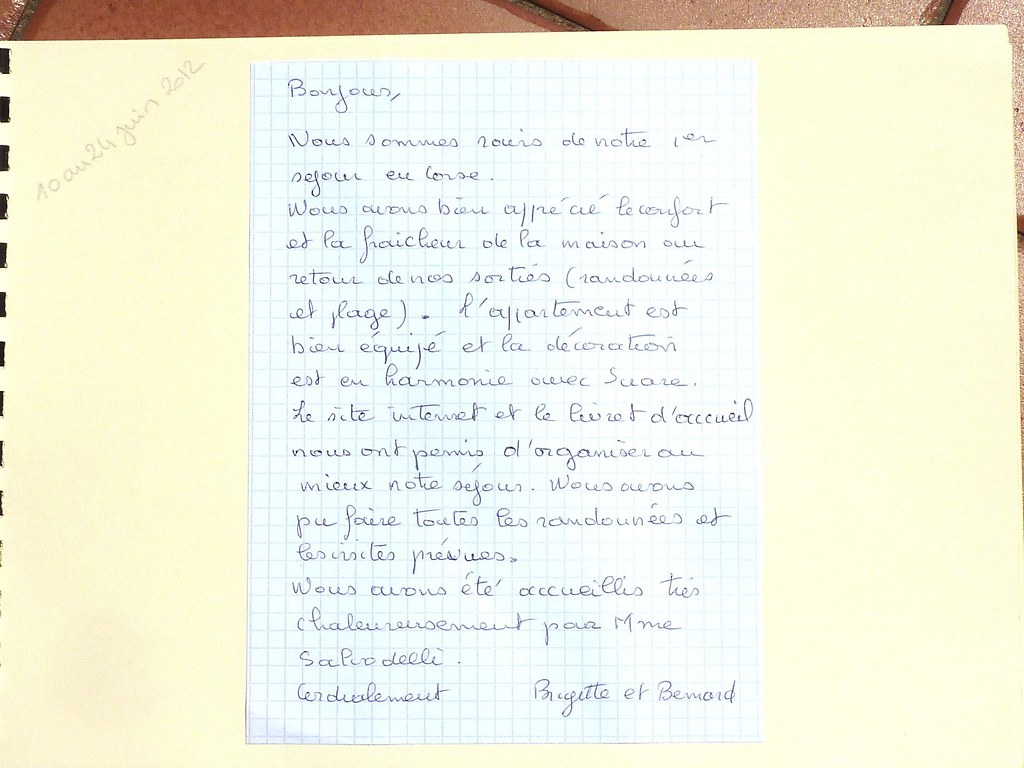 10 au 24 juin 2012
Bonjour,
Nous sommes ravis de notre 1er
sejour en Corse.
Nous avons bien apprécié le confort
et la fraicheur de la maison au
retour de nos sorties (randonnées
et plage). L'appartement est
bien équipé et la décoration
est en harmonie avec Suare.
Le site internet et le livret d'accueil
nous ont permis d'organiser au
mieux notre séjour. Nous avons
pu faire toutes les randonnées et
les visites prévues.
Nous avons été accueillis très
chaleureusement par Mme
Salvodelli.
Cordialement Brigitte et Bernard